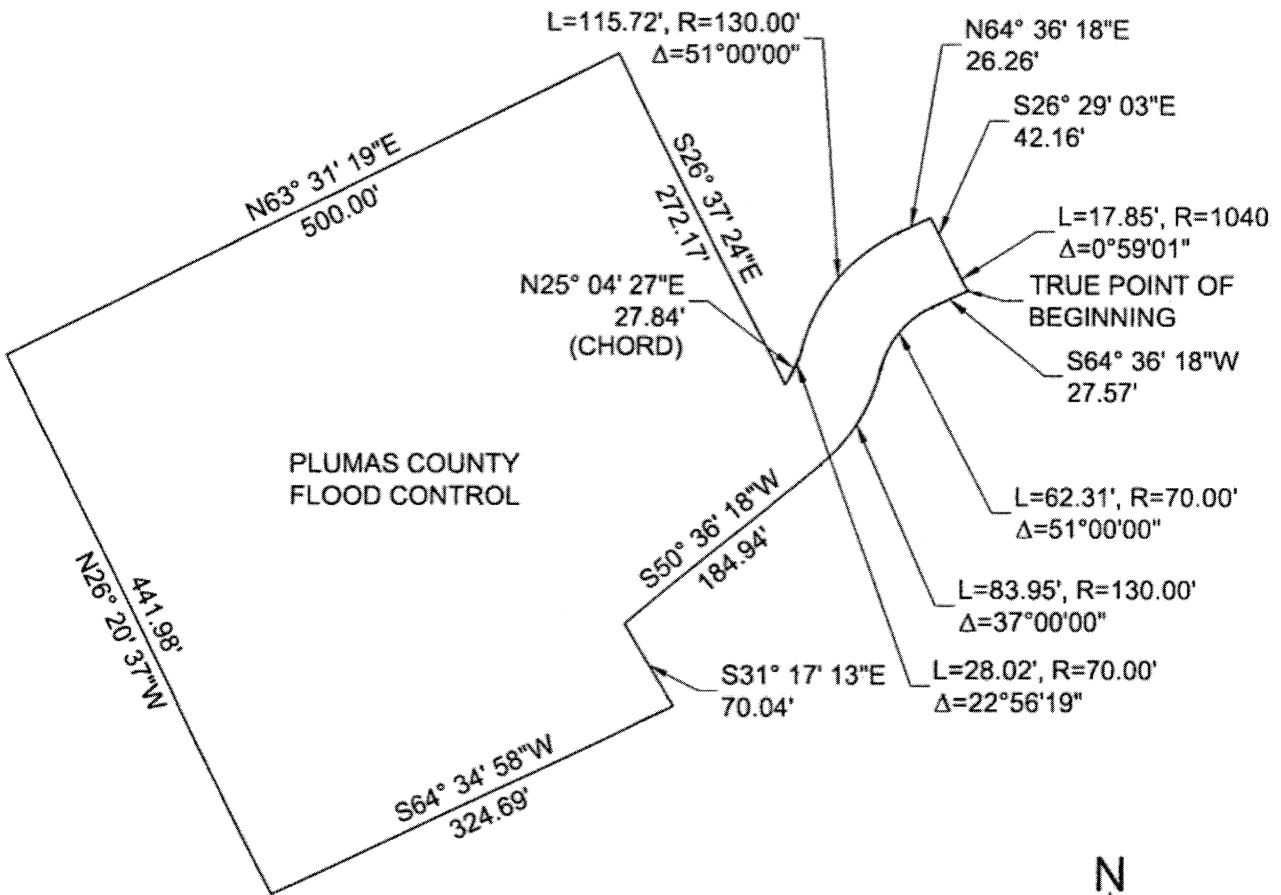 L=115.72', R=130.00'
Δ=51°00'00"
N64° 36' 18"E
26.26'
S26° 29' 03"E
42.16'
N63° 31' 19"E
500.00'
S26° 37' 24"E
272.17'
L=17.85', R=1040
Δ=0°59'01"
N25° 04' 27"E
27.84'
(CHORD)
TRUE POINT OF
BEGINNING
S64° 36' 18"W
27.57'
PLUMAS COUNTY
FLOOD CONTROL
L=62.31', R=70.00'
Δ=51°00'00"
S50° 36' 18"W
184.94'
441.98'
N26° 20' 37"W
L=83.95', R=130.00'
Δ=37°00'00"
S31° 17' 13"E
70.04'
L=28.02', R=70.00'
Δ=22°56'19"
S64° 34' 58"W
324.69'
N